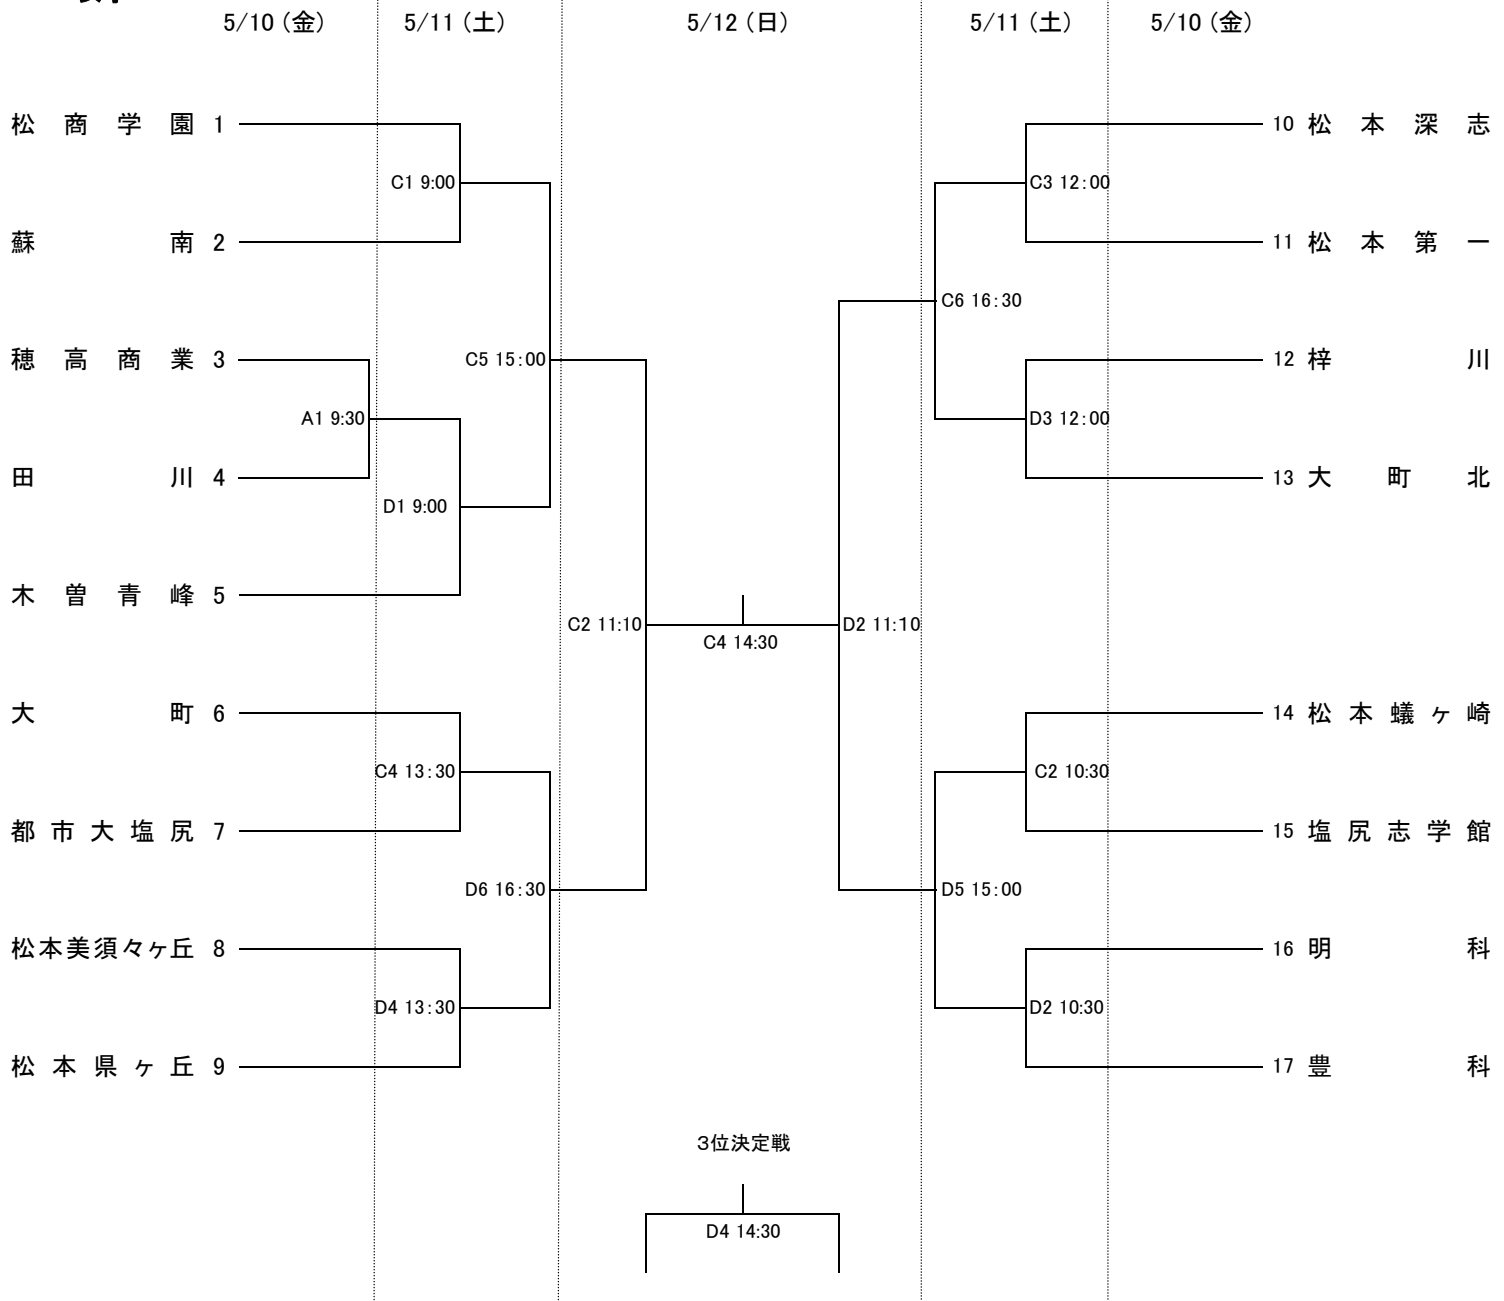 5/10（金） 5/11（土） 5/12（日） 5/11（土） 5/10（金）
松商学園 1 10 松本深志
C1 9:00 C3 12:00
蘇南 2 11 松本第一
C6 16:30
穂高商業 3 C5 15:00 12 梓川
A1 9:30 D3 12:00
田川 4 13 大町北
D1 9:00
木曽青峰 5
C2 11:10 D2 11:10
C4 14:30
大町 6 14 松本蟻ヶ崎
C4 13:30 C2 10:30
都市大塩尻 7 15 塩尻志学館
D6 16:30 D5 15:00
松本美須々ヶ丘 8 16 明科
D4 13:30 D2 10:30
松本県ヶ丘 9 17 豊科
３位決定戦
D4 14:30